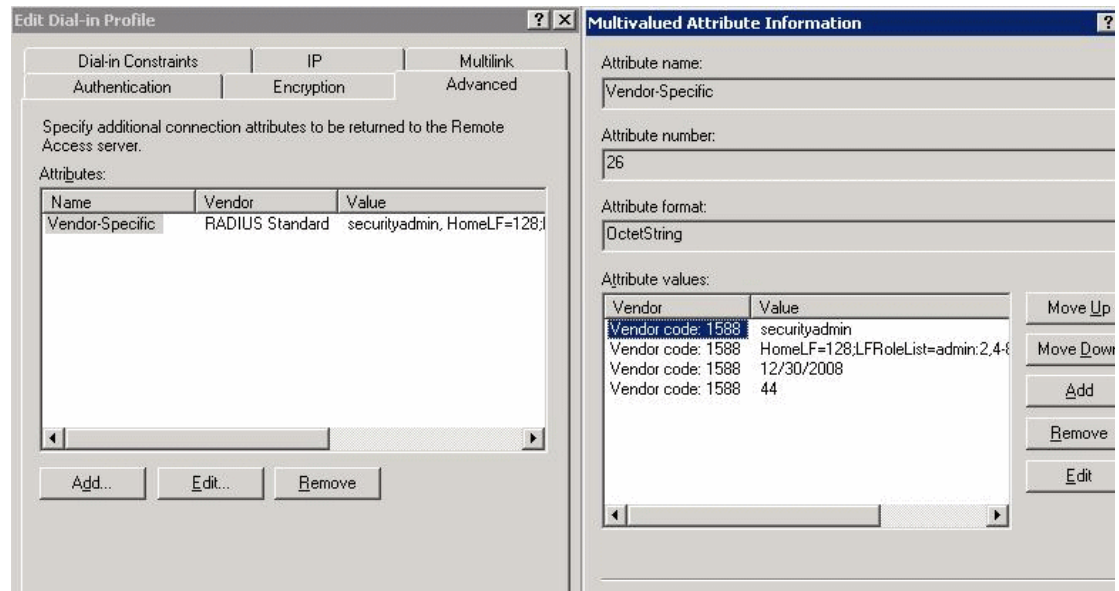 Edit Dial-in Profile
Dial-in Constraints IP Multilink
Authentication Encryption Advanced
Specify additional connection attributes to be returned to the Remote
Access server.
Attributes:
Name Vendor Value
Vendor-Specific RADIUS Standard securityadmin, HomeLF=128;
Add... Edit... Remove
Multivalued Attribute Information
Attribute name:
Vendor-Specific
Attribute number:
26
Attribute format:
OctetString
Attribute values:
Vendor Value
Vendor code: 1588 securityadmin
Vendor code: 1588 HomeLF=128;LFRoleList=admin:2,4-8
Vendor code: 1588 12/30/2008
Vendor code: 1588 44
Move Up
Move Down
Add
Remove
Edit